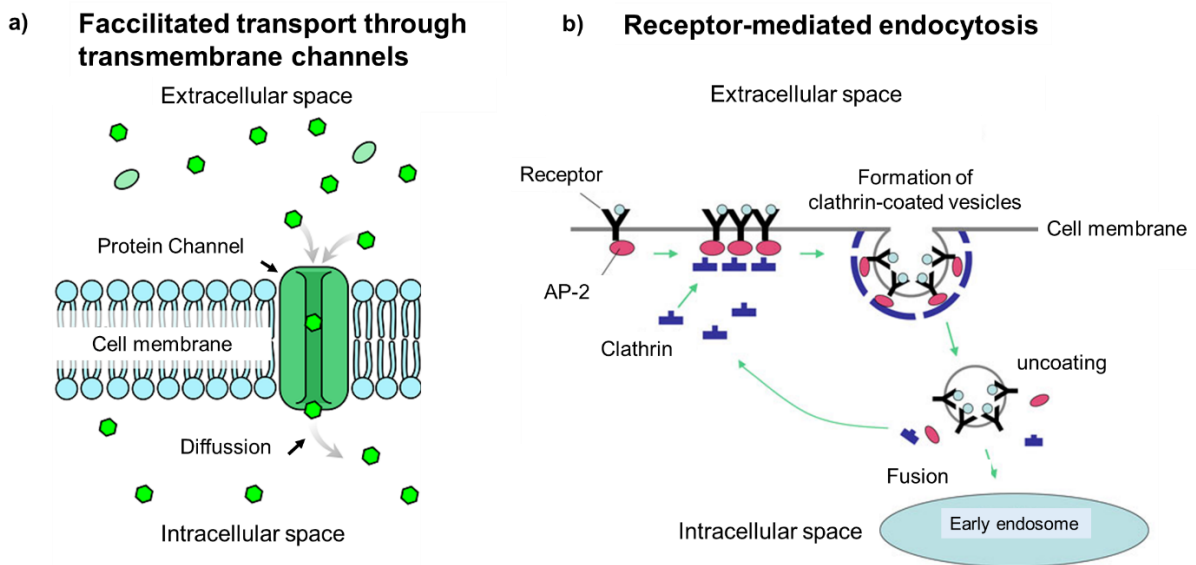 a)
Faccilitated transport through
transmembrane channels
Extracellular space
Protein Channel
Cell membrane
Diffussion
Intracellular space
b)
Receptor-mediated endocytosis
Extracellular space
Receptor
Formation of
clathrin-coated vesicles
Cell membrane
AP-2
Clathrin
uncoating
Fusion
Intracellular space
Early endosome